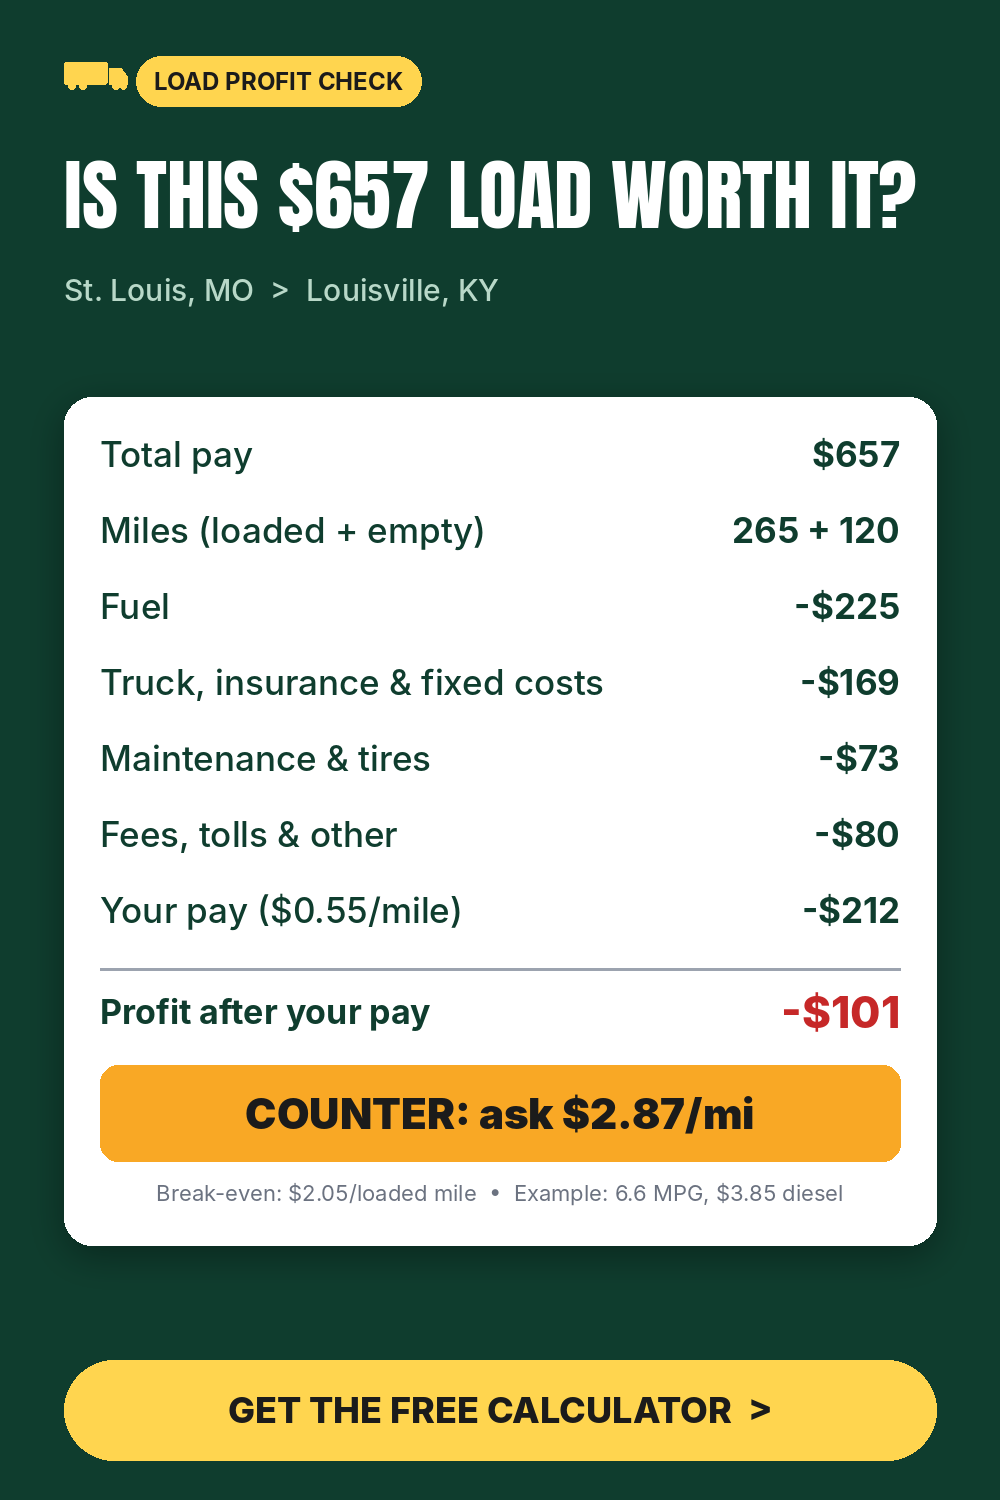 LOAD PROFIT CHECK
IS THIS $657 LOAD WORTH IT?
St. Louis, MO > Louisville, KY
Total pay $657
Miles (loaded + empty) 265 + 120
Fuel -$225
Truck, insurance & fixed costs -$169
Maintenance & tires -$73
Fees, tolls & other -$80
Your pay ($0.55/mile) -$212
Profit after your pay -$101
COUNTER: ask $2.87/mi
Break-even: $2.05/loaded mile • Example: 6.6 MPG, $3.85 diesel
GET THE FREE CALCULATOR >